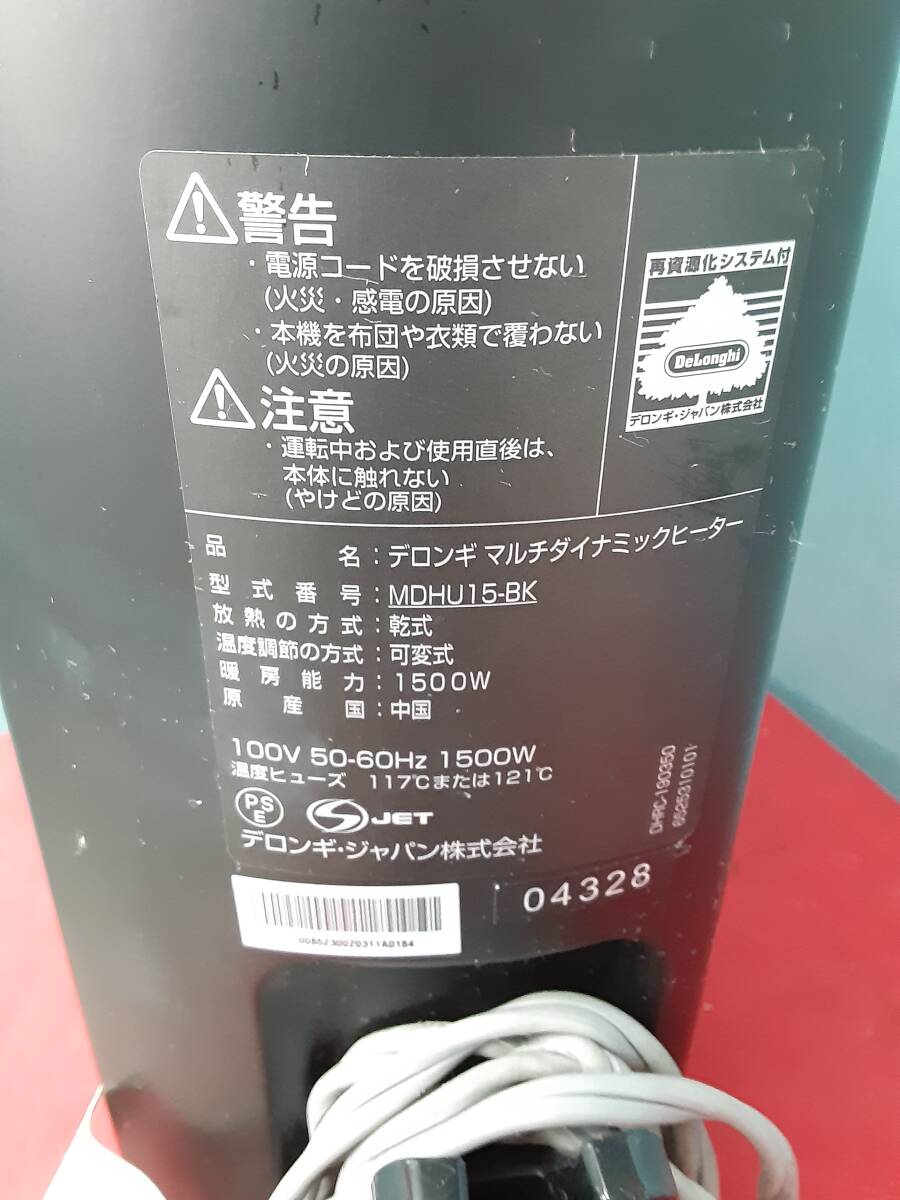 警告
・電源コードを破損させない
(火災・感電の原因)
・本機を布団や衣類で覆わない
(火災の原因)
注意
・運転中および使用直後は、
本体に触れない
(やけどの原因)
再資源化システム付
DeLonghi
デロンギ・ジャパン株式会社
品名：デロンギ マルチダイナミックヒーター
型式番号：MDHU15-BK
放熱の方式：乾式
温度調節の方式：可変式
暖房能力：1500W
原産国：中国
100V 50-60Hz 1500W
温度ヒューズ 117℃または121℃
PSE JET
デロンギ・ジャパン株式会社
DHRC-190350
6525310101
04328